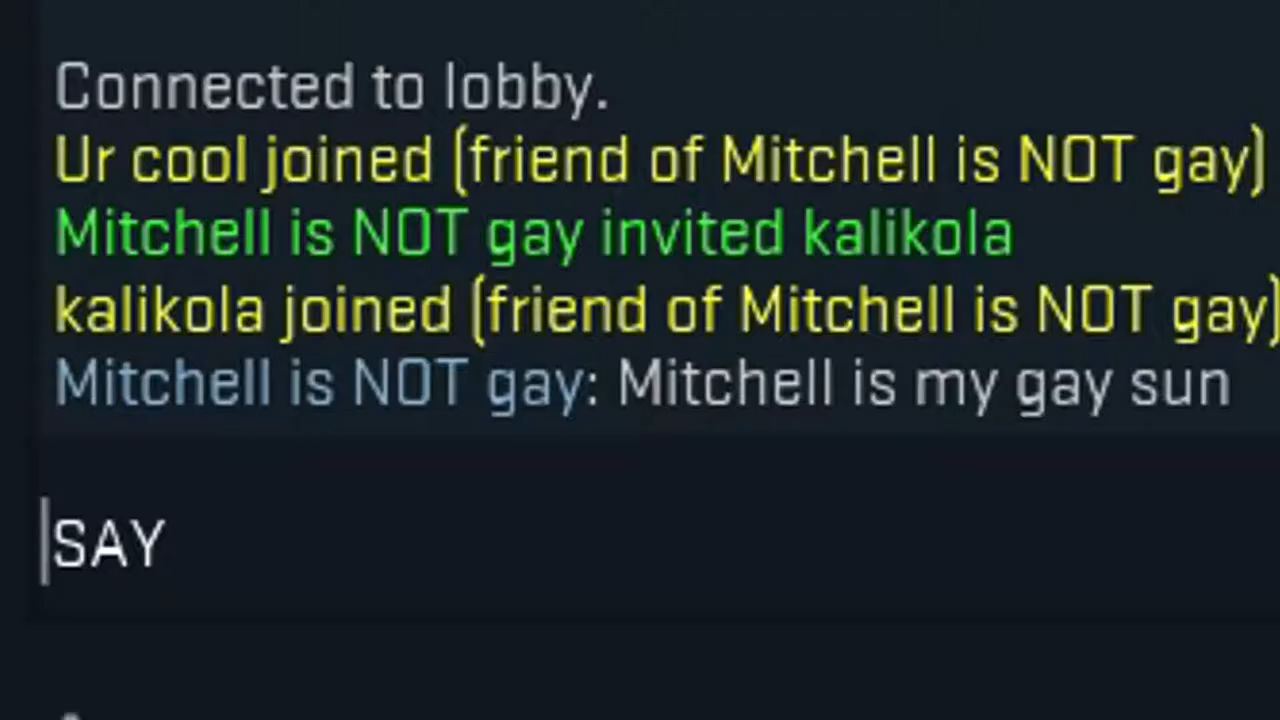 Connected to lobby.
Ur cool joined (friend of Mitchell is NOT gay)
Mitchell is NOT gay invited kalikola
kalikola joined (friend of Mitchell is NOT gay)
Mitchell is NOT gay: Mitchell is my gay sun
SAY